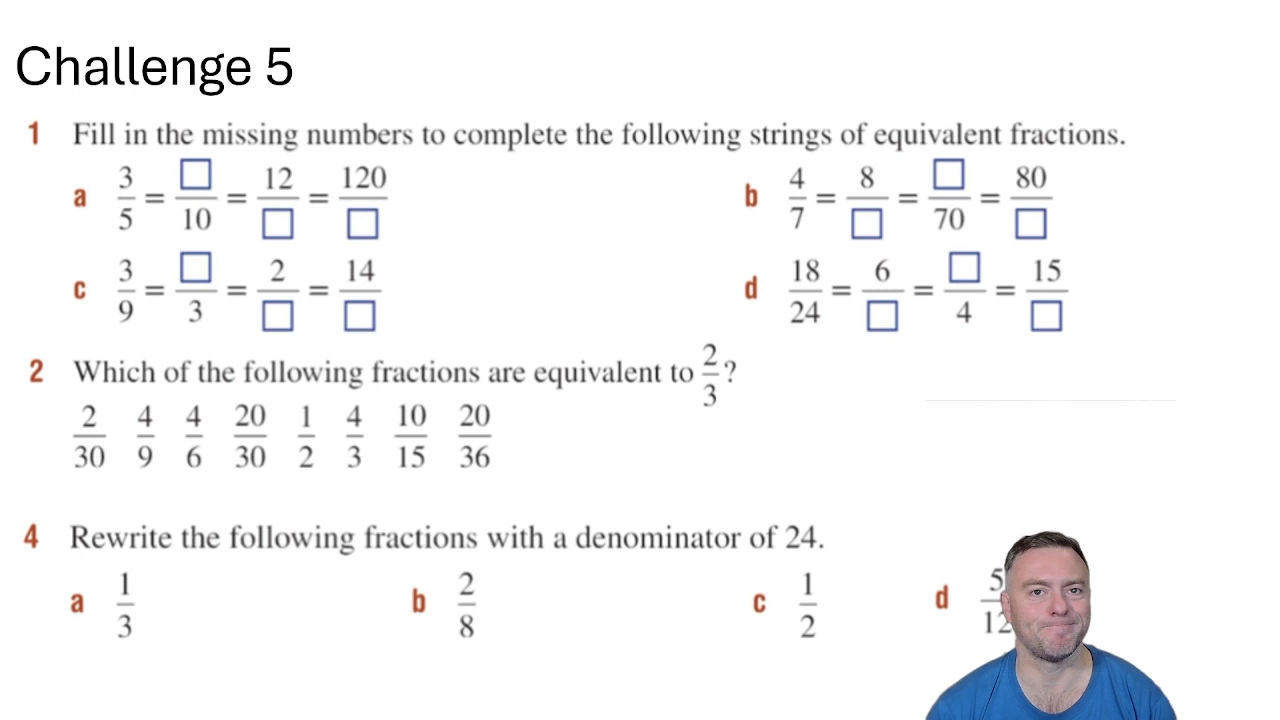 Challenge 5
1 Fill in the missing numbers to complete the following strings of equivalent fractions.
a 3/5 = □/10 = 12/□ = 120/□
b 4/7 = 8/□ = □/70 = 80/□
c 3/9 = □/3 = 2/□ = 14/□
d 18/24 = 6/□ = □/4 = 15/□
2 Which of the following fractions are equivalent to 2/3?
2/30 4/9 4/6 20/30 1/2 4/3 10/15 20/36
4 Rewrite the following fractions with a denominator of 24.
a 1/3 b 2/8 c 1/2 d 5/12